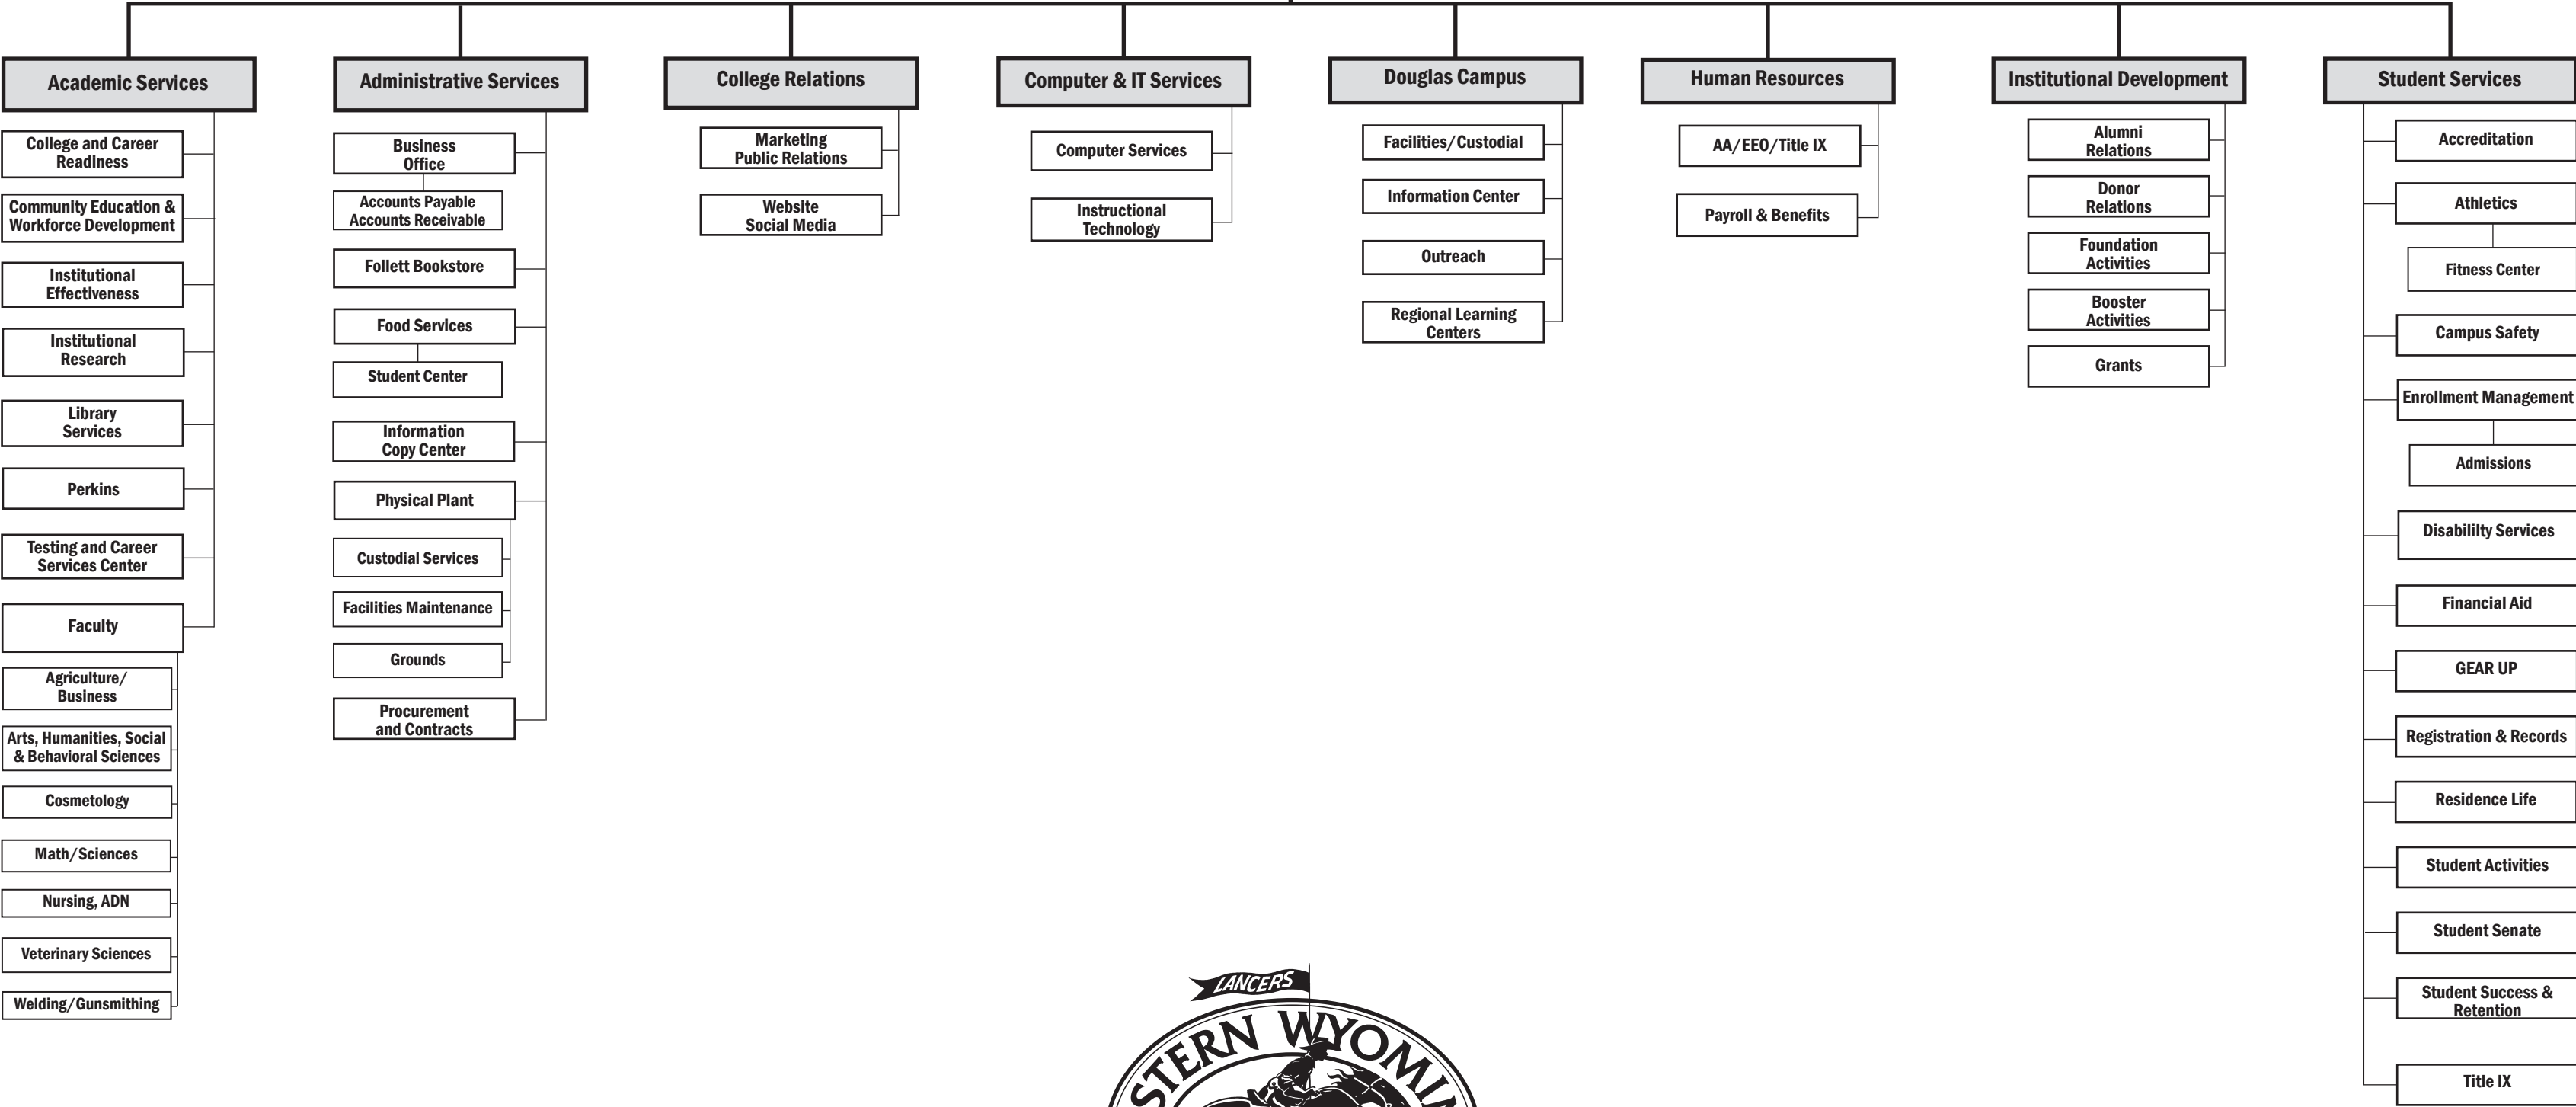 Academic Services
College and Career
Readiness
Community Education &
Workforce Development
Institutional
Effectiveness
Institutional
Research
Library
Services
Perkins
Testing and Career
Services Center
Faculty
Agriculture/
Business
Arts, Humanities, Social
& Behavioral Sciences
Cosmetology
Math/Sciences
Nursing, ADN
Veterinary Sciences
Welding/Gunsmithing
Administrative Services
Business
Office
Accounts Payable
Accounts Receivable
Follett Bookstore
Food Services
Student Center
Information
Copy Center
Physical Plant
Custodial Services
Facilities Maintenance
Grounds
Procurement
and Contracts
College Relations
Marketing
Public Relations
Website
Social Media
Computer & IT Services
Computer Services
Instructional
Technology
Douglas Campus
Facilities/Custodial
Information Center
Outreach
Regional Learning
Centers
Human Resources
AA/EEO/Title IX
Payroll & Benefits
Institutional Development
Alumni
Relations
Donor
Relations
Foundation
Activities
Booster
Activities
Grants
Student Services
Accreditation
Athletics
Fitness Center
Campus Safety
Enrollment Management
Admissions
Disabililty Services
Financial Aid
GEAR UP
Registration & Records
Residence Life
Student Activities
Student Senate
Student Success &
Retention
Title IX
LANCERS
STERN WYOMI